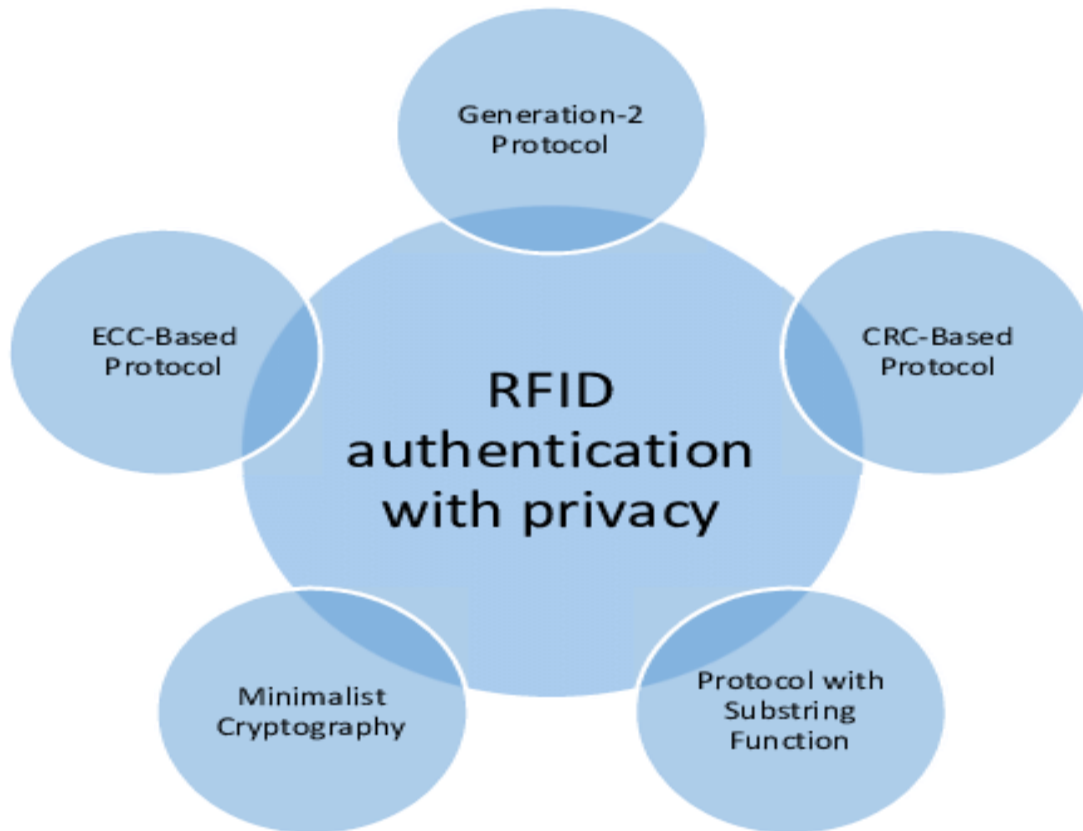 Generation-2
Protocol
ECC-Based
Protocol
CRC-Based
Protocol
RFID
authentication
with privacy
Minimalist
Cryptography
Protocol with
Substring
Function